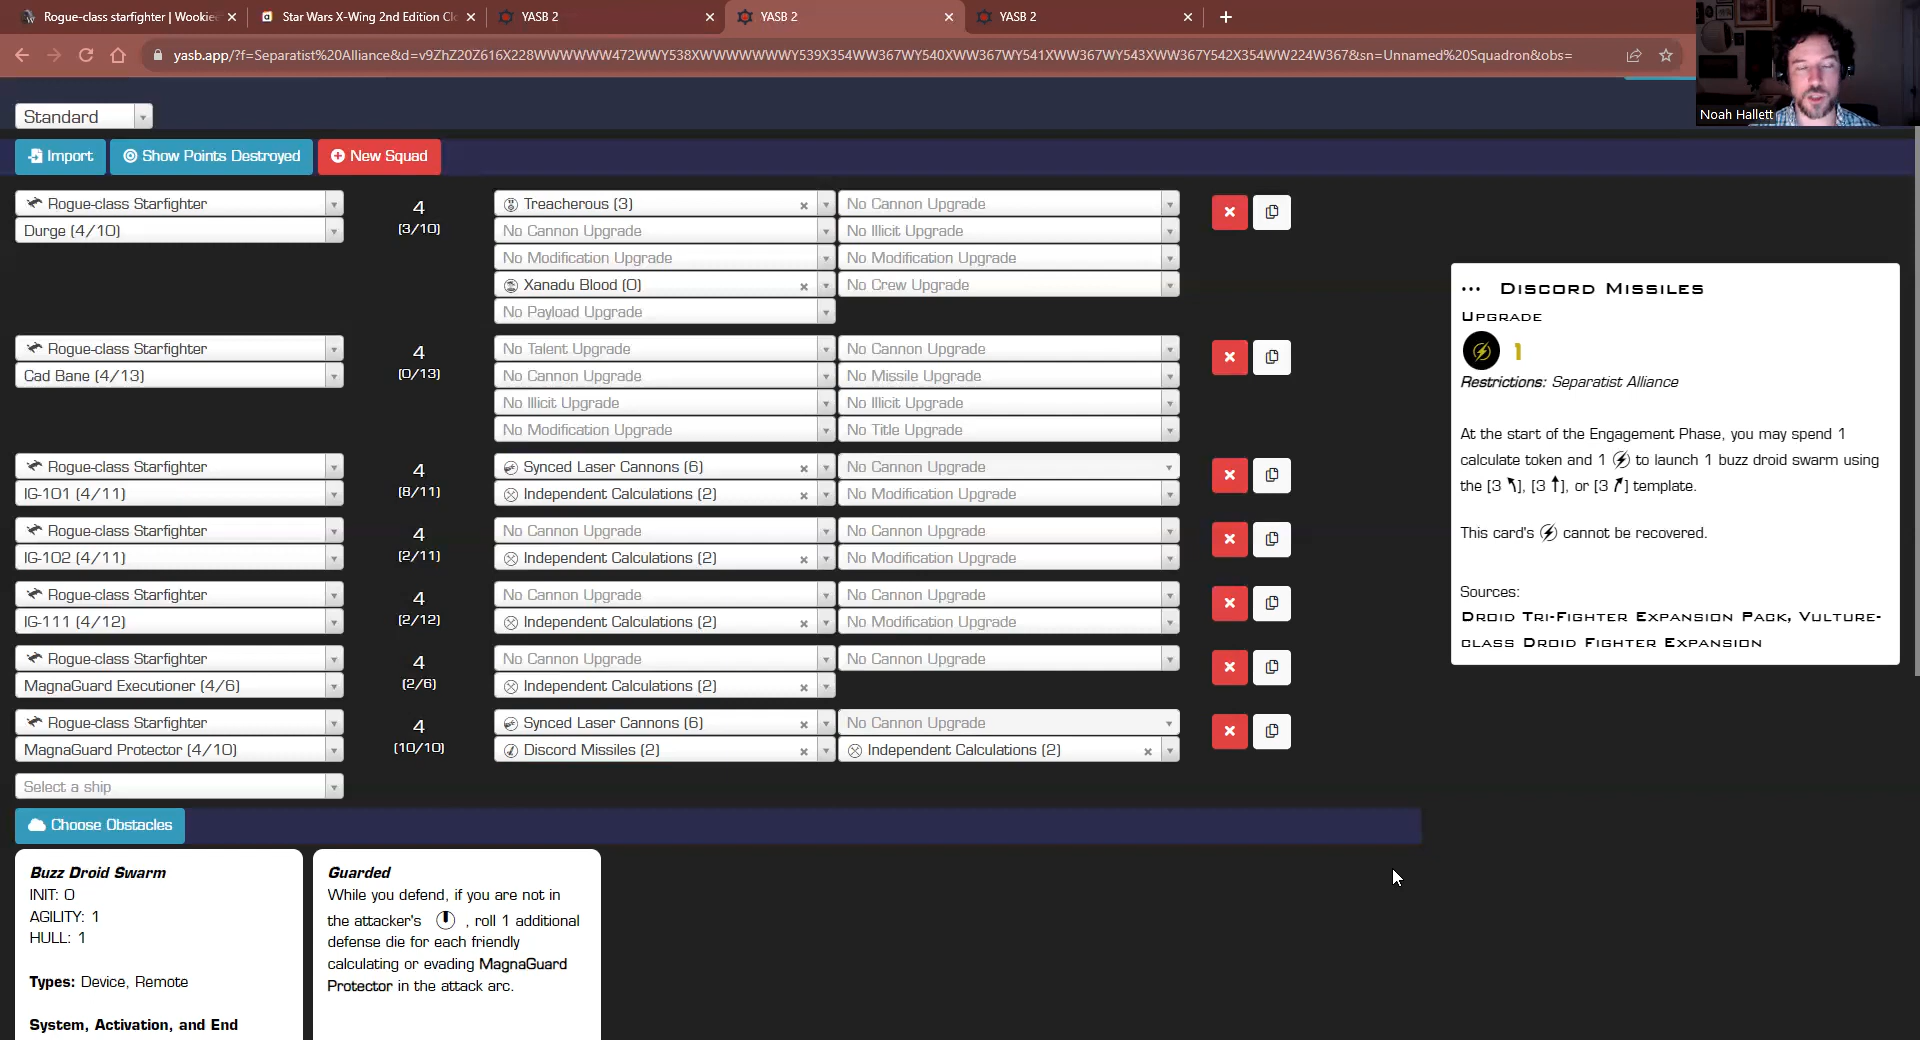 Rogue-class starfighter | Wookie
Star Wars X-Wing 2nd Edition Clo
YASB 2
YASB 2
YASB 2
yasb.app/?f=Separatist%20Alliance&d=v9ZhZ20Z616X228WWWWWW472WWY538XWWWWWWWY539X354WW367WY540XWW367WY541XWW367WY543XWW367Y542X354WW224W367&sn=Unnamed%20Squadron&obs=
Noah Hallett
Standard
Import
Show Points Destroyed
New Squad
Rogue-class Starfighter
4
Treacherous (3)
No Cannon Upgrade
Durge (4/10)
(3/10)
No Cannon Upgrade
No Illicit Upgrade
No Modification Upgrade
No Modification Upgrade
Xanadu Blood (0)
No Crew Upgrade
No Payload Upgrade
Rogue-class Starfighter
4
No Talent Upgrade
No Cannon Upgrade
Cad Bane (4/13)
(0/13)
No Cannon Upgrade
No Missile Upgrade
No Illicit Upgrade
No Illicit Upgrade
No Modification Upgrade
No Title Upgrade
Rogue-class Starfighter
4
Synced Laser Cannons (6)
No Cannon Upgrade
IG-101 (4/11)
(8/11)
Independent Calculations (2)
No Modification Upgrade
Rogue-class Starfighter
4
No Cannon Upgrade
No Cannon Upgrade
IG-102 (4/11)
(2/11)
Independent Calculations (2)
No Modification Upgrade
Rogue-class Starfighter
4
No Cannon Upgrade
No Cannon Upgrade
IG-111 (4/12)
(2/12)
Independent Calculations (2)
No Modification Upgrade
Rogue-class Starfighter
4
No Cannon Upgrade
No Cannon Upgrade
MagnaGuard Executioner (4/6)
(2/6)
Independent Calculations (2)
Rogue-class Starfighter
4
Synced Laser Cannons (6)
No Cannon Upgrade
MagnaGuard Protector (4/10)
(10/10)
Discord Missiles (2)
Independent Calculations (2)
Select a ship
Choose Obstacles
Buzz Droid Swarm
INIT: 0
AGILITY: 1
HULL: 1
Types: Device, Remote
System, Activation, and End
Guarded
While you defend, if you are not in
the attacker's , roll 1 additional
defense die for each friendly
calculating or evading MagnaGuard
Protector in the attack arc.
••• Discord Missiles
Upgrade
1
Restrictions: Separatist Alliance
At the start of the Engagement Phase, you may spend 1
calculate token and 1 to launch 1 buzz droid swarm using
the [3 ↰], [3 ↑], or [3 ↱] template.
This card's cannot be recovered.
Sources:
Droid Tri-Fighter Expansion Pack, Vulture-
class Droid Fighter Expansion